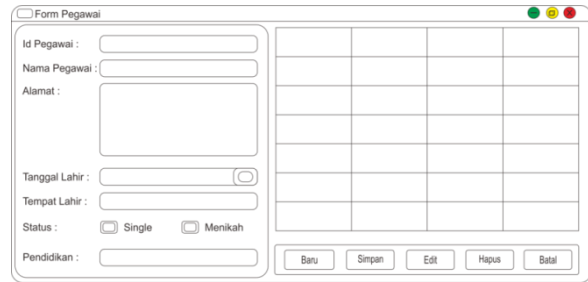 Form Pegawai
Id Pegawai :
Nama Pegawai :
Alamat :
Tanggal Lahir :
Tempat Lahir :
Status : Single Menikah
Pendidikan :
Baru Simpan Edit Hapus Batal